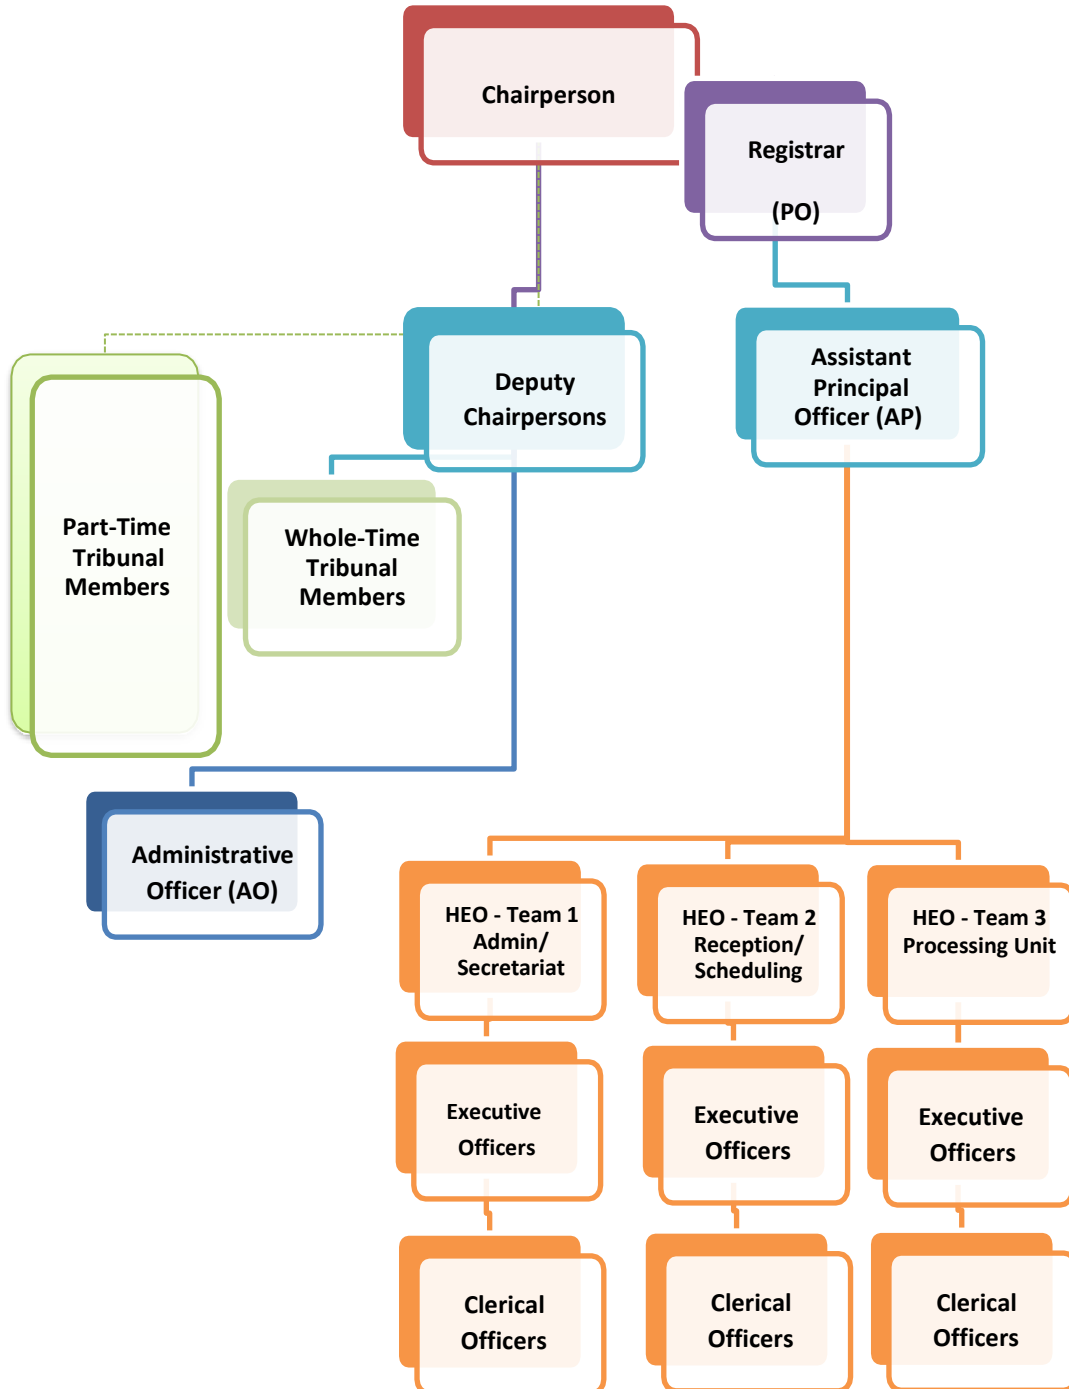 Chairperson
Registrar
(PO)
Deputy
Chairpersons
Assistant
Principal
Officer (AP)
Part-Time
Tribunal
Members
Whole-Time
Tribunal
Members
Administrative
Officer (AO)
HEO - Team 1
Admin/
Secretariat
HEO - Team 2
Reception/
Scheduling
HEO - Team 3
Processing Unit
Executive
Officers
Executive
Officers
Executive
Officers
Clerical
Officers
Clerical
Officers
Clerical
Officers